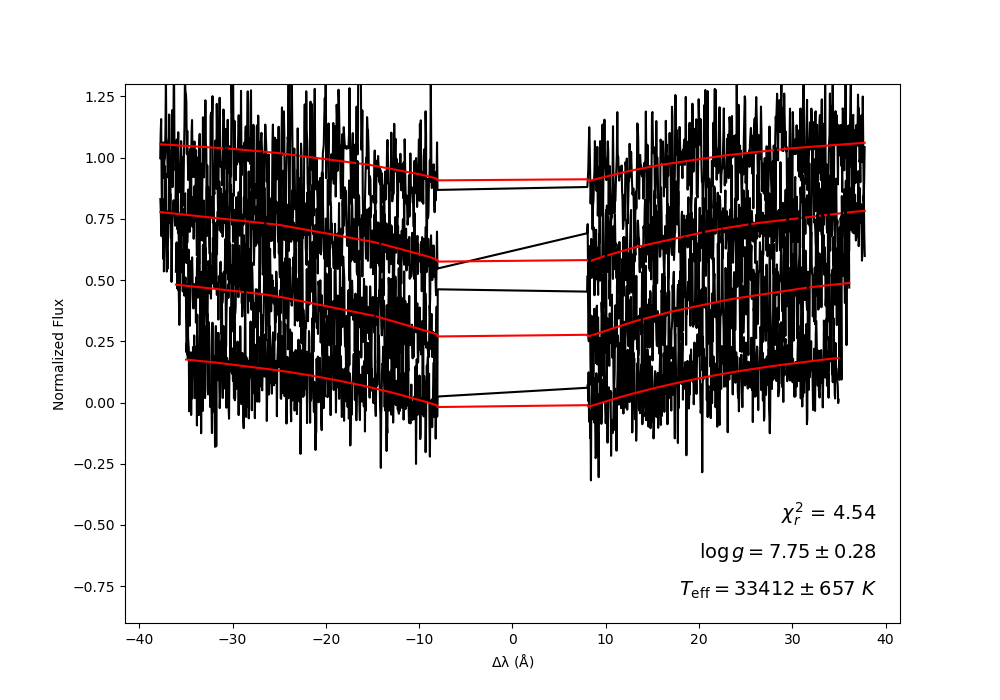 1.25
1.00
0.75
0.50
0.25
0.00
−0.25
−0.50
−0.75
Normalized Flux
χ²ᵣ = 4.54
log g = 7.75 ± 0.28
T_eff = 33412 ± 657 K
−40 −30 −20 −10 0 10 20 30 40
Δλ (Å)